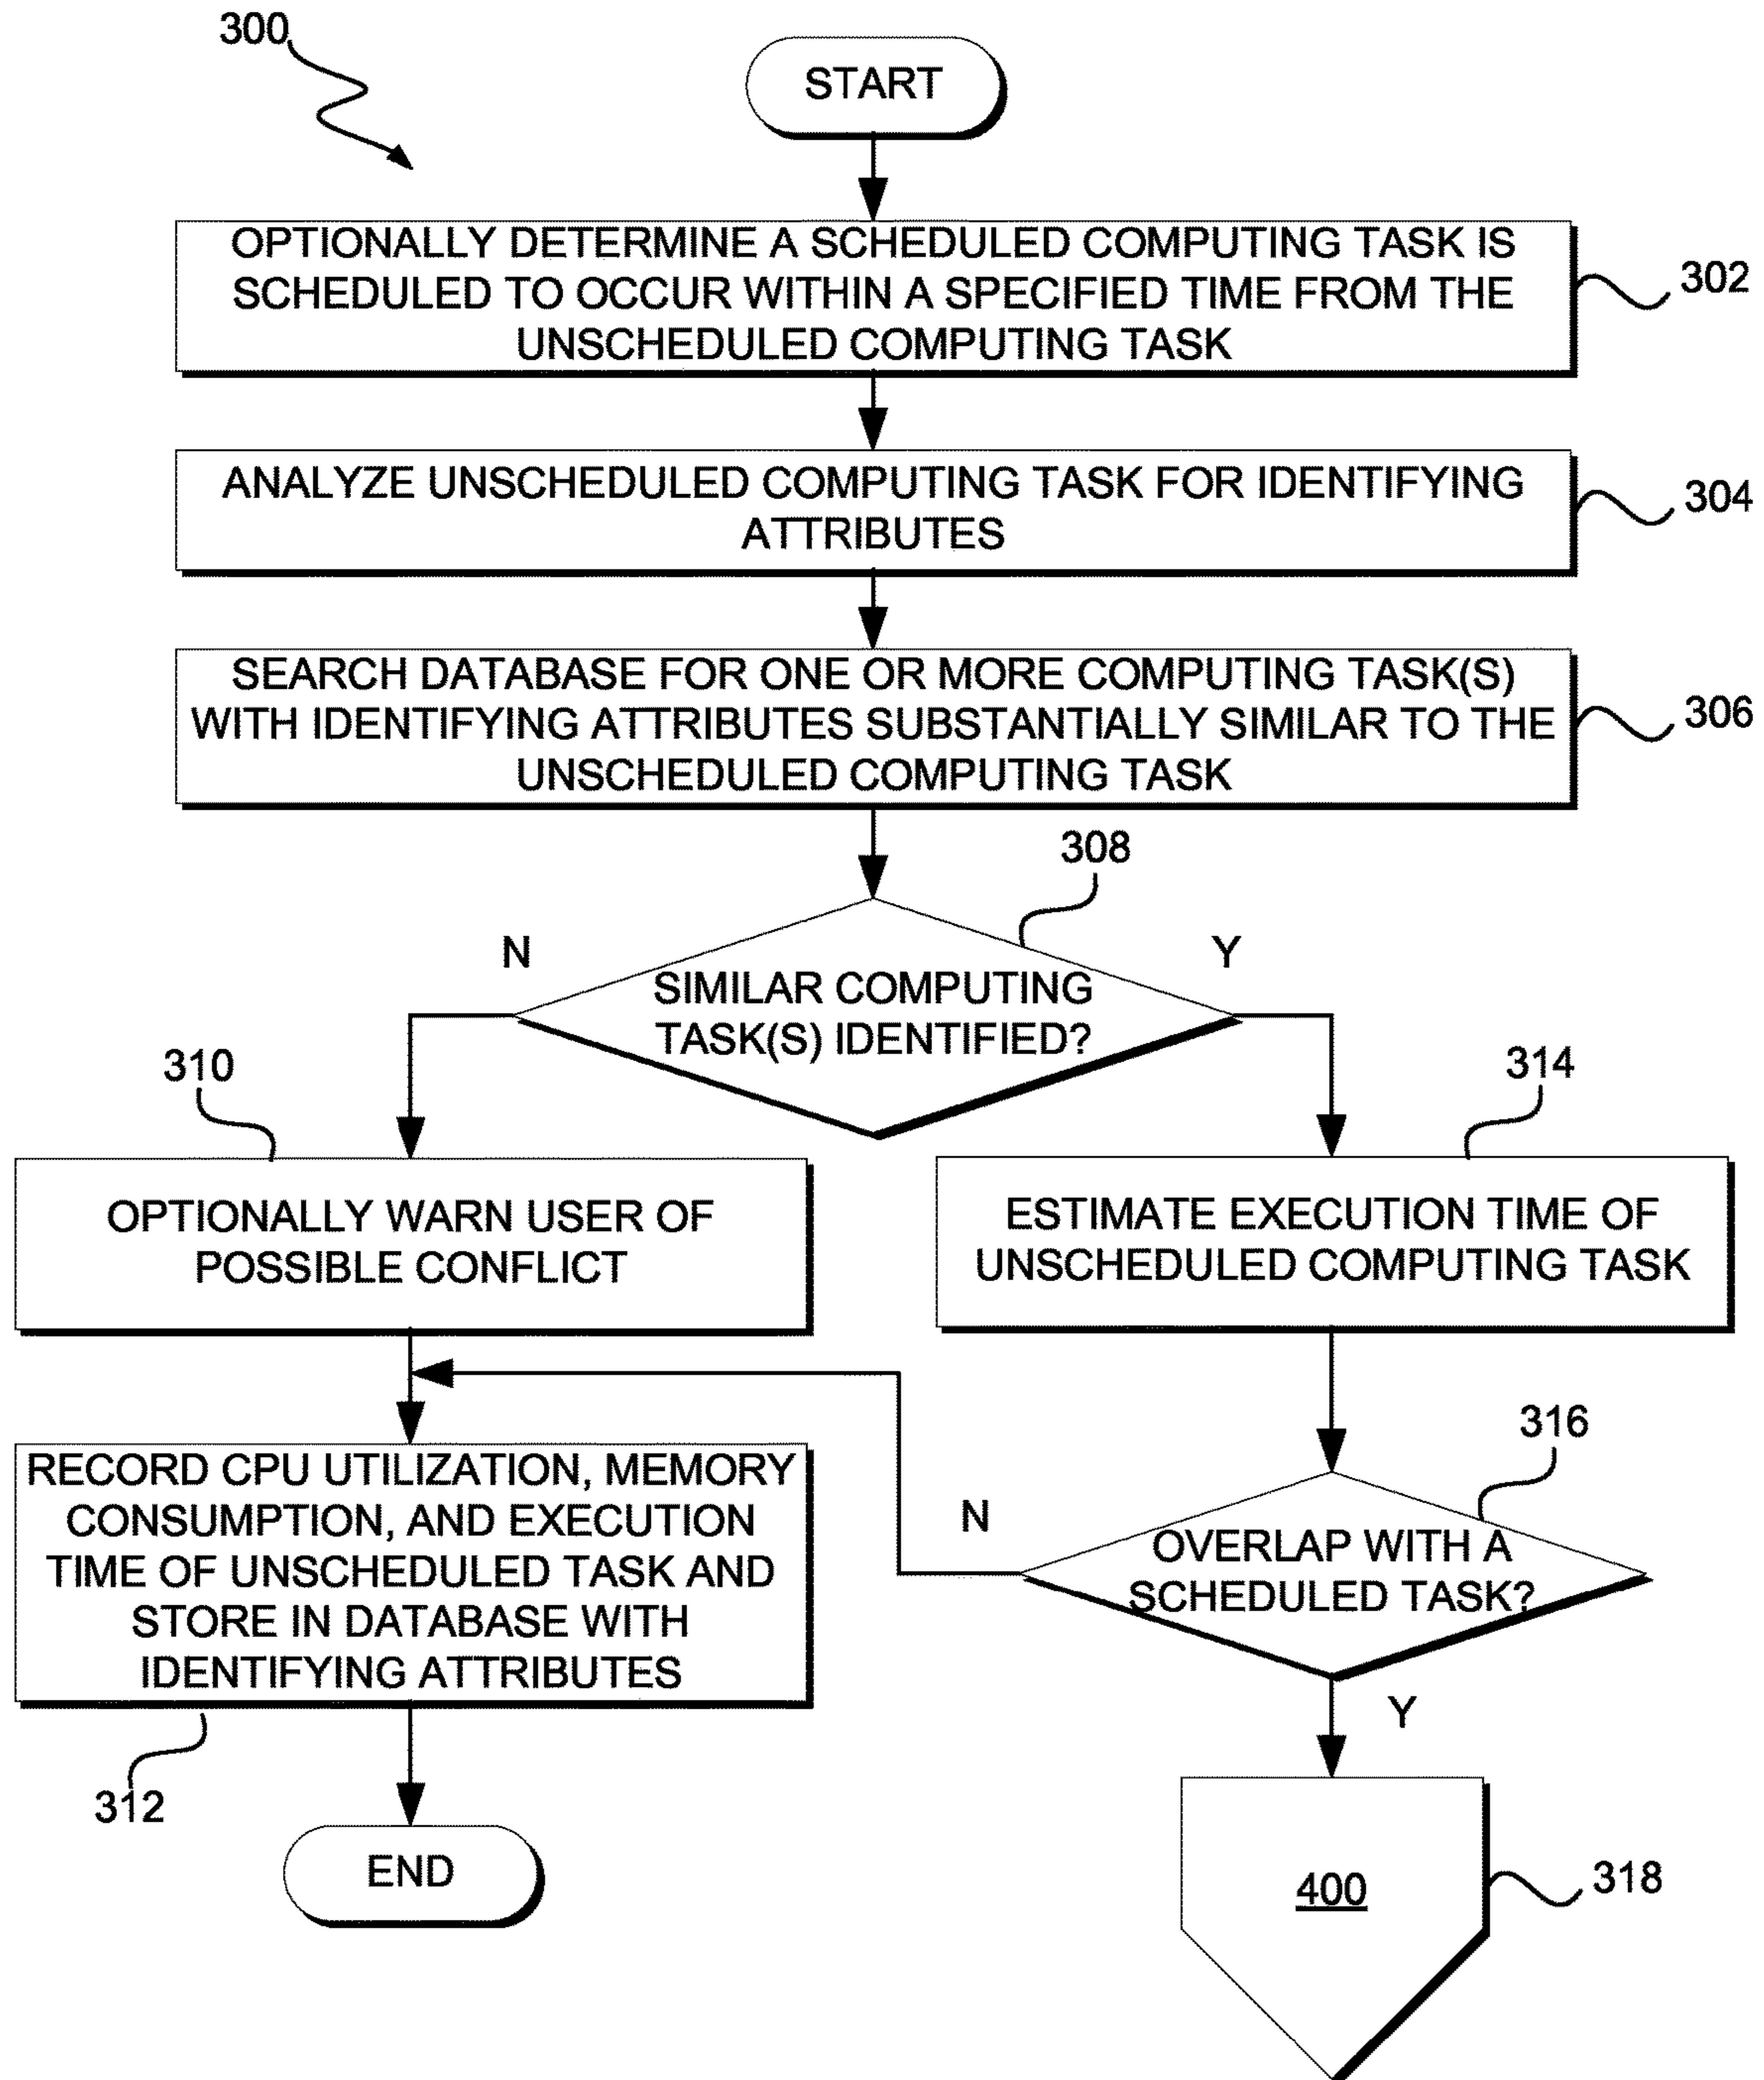 300
START
OPTIONALLY DETERMINE A SCHEDULED COMPUTING TASK IS
SCHEDULED TO OCCUR WITHIN A SPECIFIED TIME FROM THE
UNSCHEDULED COMPUTING TASK
302
ANALYZE UNSCHEDULED COMPUTING TASK FOR IDENTIFYING
ATTRIBUTES
304
SEARCH DATABASE FOR ONE OR MORE COMPUTING TASK(S)
WITH IDENTIFYING ATTRIBUTES SUBSTANTIALLY SIMILAR TO THE
UNSCHEDULED COMPUTING TASK
306
308
N
Y
SIMILAR COMPUTING
TASK(S) IDENTIFIED?
310
OPTIONALLY WARN USER OF
POSSIBLE CONFLICT
314
ESTIMATE EXECUTION TIME OF
UNSCHEDULED COMPUTING TASK
316
N
OVERLAP WITH A
SCHEDULED TASK?
Y
RECORD CPU UTILIZATION, MEMORY
CONSUMPTION, AND EXECUTION
TIME OF UNSCHEDULED TASK AND
STORE IN DATABASE WITH
IDENTIFYING ATTRIBUTES
312
END
400
318